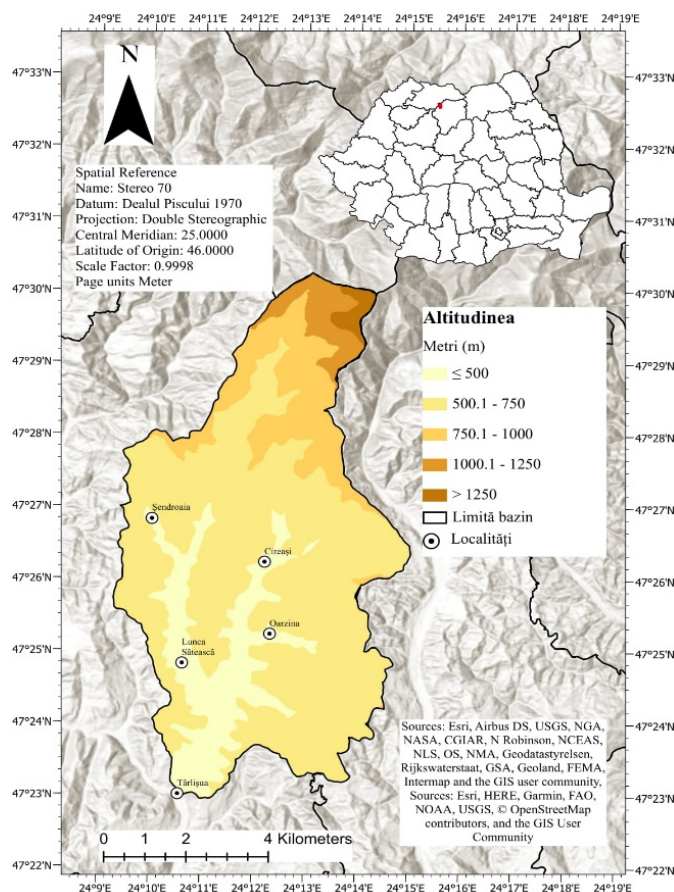 24°9'E 24°10'E 24°11'E 24°12'E 24°13'E 24°14'E 24°15'E 24°16'E 24°17'E 24°18'E 24°19'E
N
47°33'N
47°33'N
47°32'N
47°32'N
Spatial Reference
Name: Stereo 70
Datum: Dealul Piscului 1970
Projection: Double Stereographic
Central Meridian: 25.0000
Latitude of Origin: 46.0000
Scale Factor: 0.9998
Page units Meter
47°31'N
47°31'N
47°30'N
47°30'N
Altitudinea
Metri (m)
≤ 500
500.1 - 750
750.1 - 1000
1000.1 - 1250
> 1250
Limită bazin
Localități
47°29'N
47°29'N
47°28'N
47°28'N
47°27'N
47°27'N
Șendroaia
Cireași
47°26'N
47°26'N
Oarzina
47°25'N
47°25'N
Lunca
Sătească
47°24'N
47°24'N
Sources: Esri, Airbus DS, USGS, NGA,
NASA, CGIAR, N Robinson, NCEAS,
NLS, OS, NMA, Geodatastyrelsen,
Rijkswaterstaat, GSA, Geoland, FEMA,
Intermap and the GIS user community,
Sources: Esri, HERE, Garmin, FAO,
NOAA, USGS, © OpenStreetMap
contributors, and the GIS User
Community
Târlișua
47°23'N
47°23'N
0 1 2 4 Kilometers
47°22'N
47°22'N
24°9'E 24°10'E 24°11'E 24°12'E 24°13'E 24°14'E 24°15'E 24°16'E 24°17'E 24°18'E